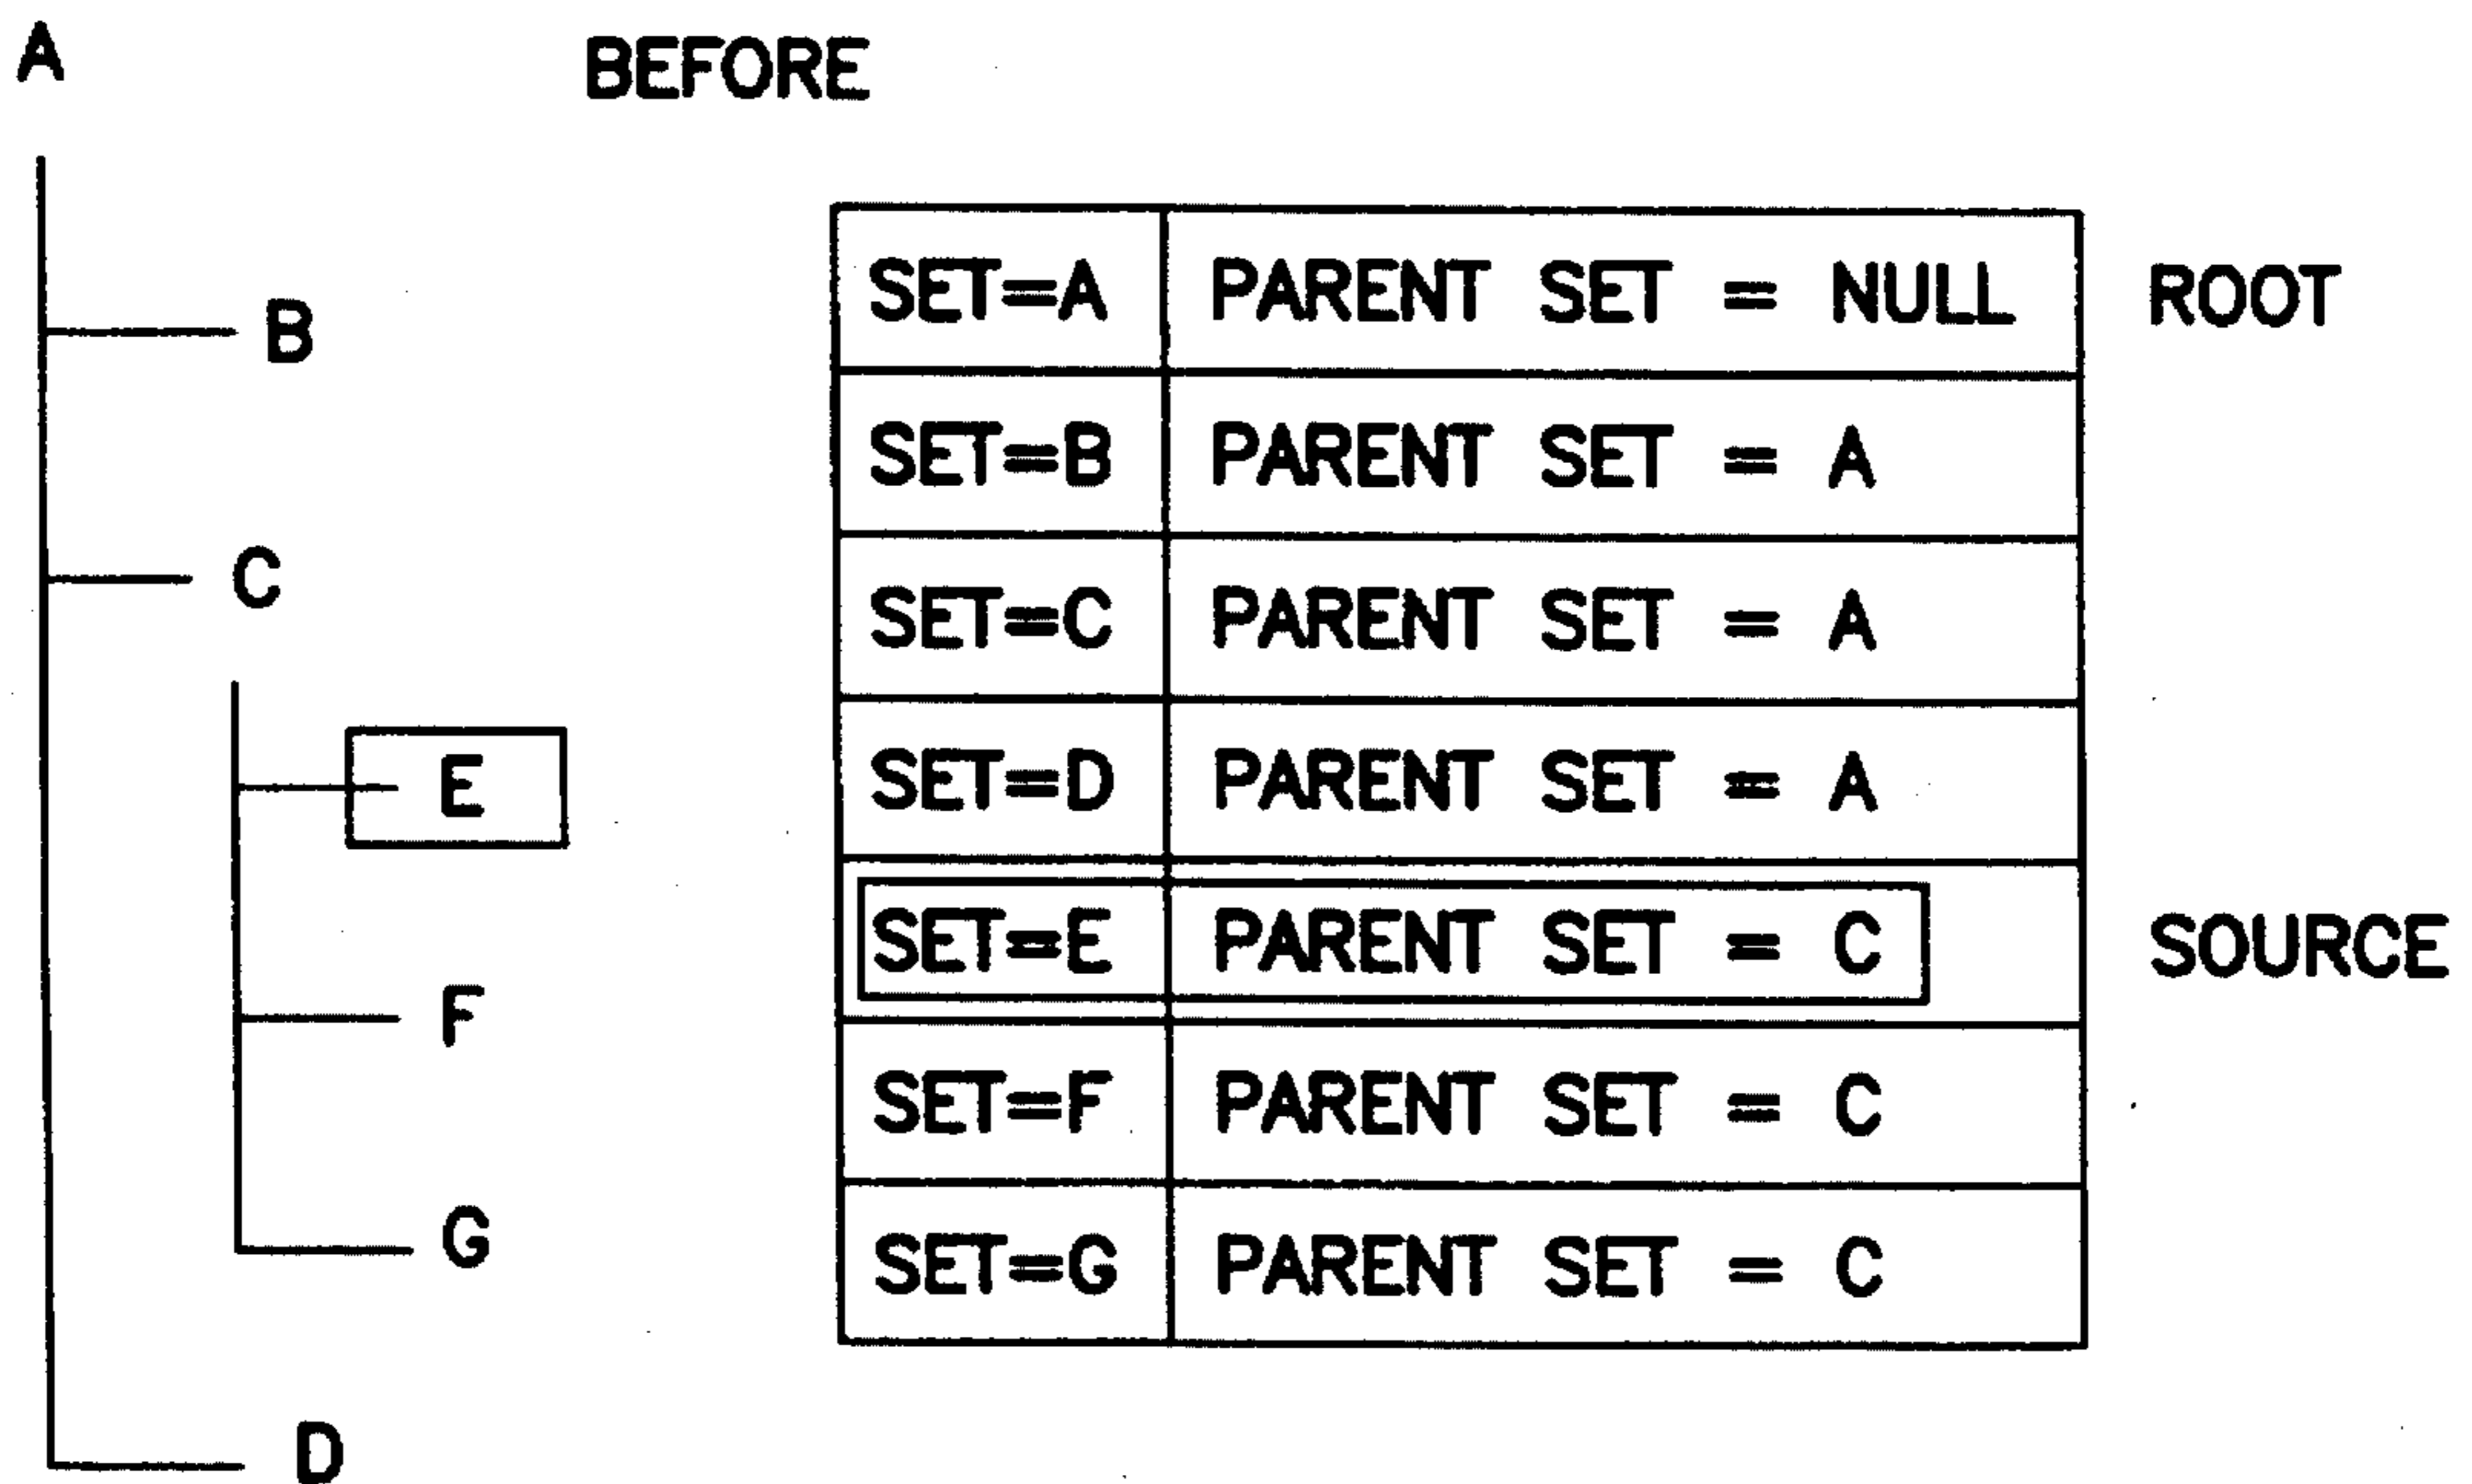 A
BEFORE
B
C
E
F
G
D
SET=A PARENT SET = NULL ROOT
SET=B PARENT SET = A
SET=C PARENT SET = A
SET=D PARENT SET = A
SET=E PARENT SET = C SOURCE
SET=F PARENT SET = C
SET=G PARENT SET = C